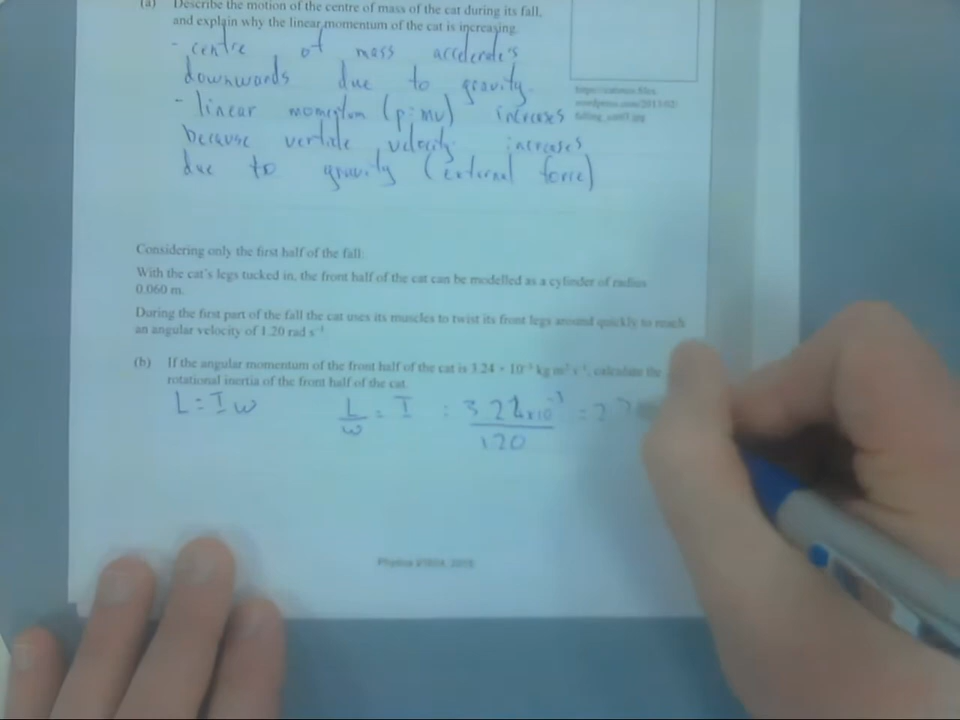 (a) Describe the motion of the centre of mass of the cat during its fall,
and explain why the linear momentum of the cat is increasing.
- centre of mass accelerates
downwards due to gravity.
- linear momentum (p=mv) increases
because verticle velocity increases
due to gravity (external force)
Considering only the first half of the fall:
With the cat's legs tucked in, the front half of the cat can be modelled as a cylinder of radius
0.060 m.
During the first part of the fall the cat uses its muscles to twist its front legs around quickly to reach
an angular velocity of 1.20 rad s⁻¹.
(b) If the angular momentum of the front half of the cat is 3.24 × 10⁻³ kg m² s⁻¹, calculate the
rotational inertia of the front half of the cat.
L = I ω L/ω = I = 3.24x10⁻³/1.20 = 2.7
Physics 2015